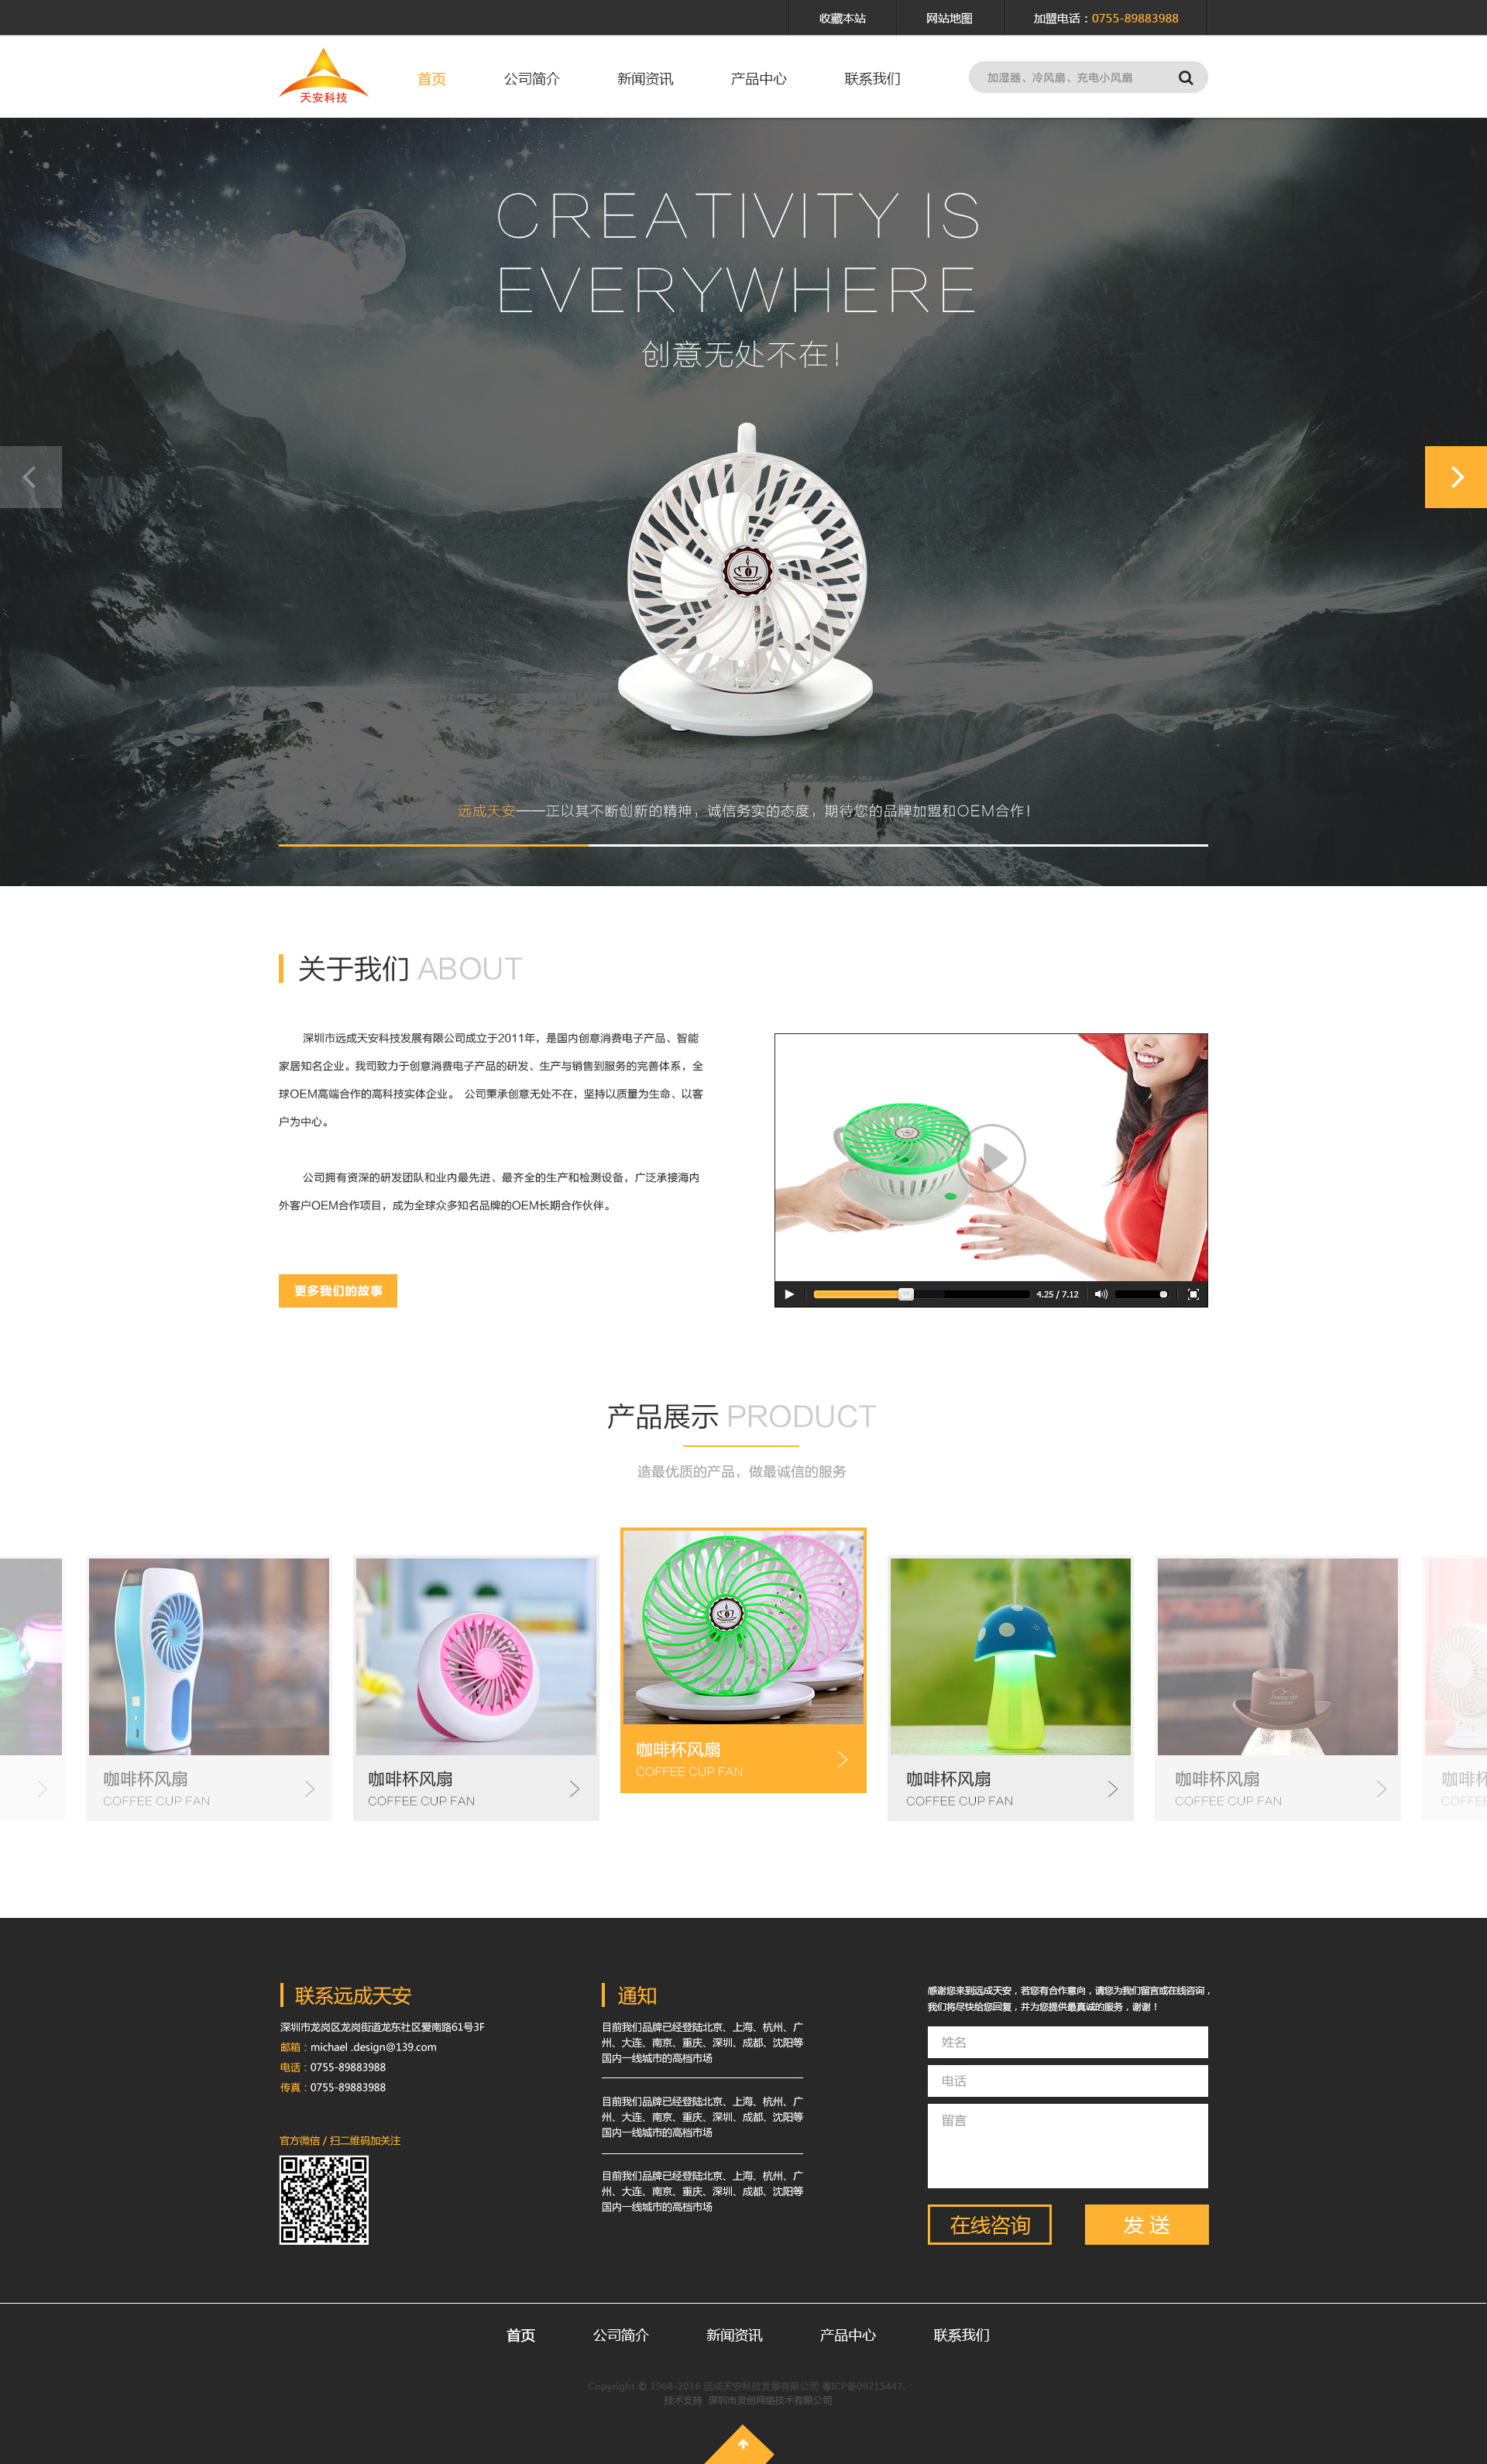 收藏本站 网站地图 加盟电话：0755-89883988
天安科技
首页 公司简介 新闻资讯 产品中心 联系我们
加湿器、冷风扇、充电小风扇
CREATIVITY IS
EVERYWHERE
创意无处不在！
远成天安——正以其不断创新的精神，诚信务实的态度，期待您的品牌加盟和OEM合作！
关于我们 ABOUT
深圳市远成天安科技发展有限公司成立于2011年，是国内创意消费电子产品、智能
家居知名企业。我司致力于创意消费电子产品的研发、生产与销售到服务的完善体系，全
球OEM高端合作的高科技实体企业。 公司秉承创意无处不在，坚持以质量为生命、以客
户为中心。
公司拥有资深的研发团队和业内最先进、最齐全的生产和检测设备，广泛承接海内
外客户OEM合作项目，成为全球众多知名品牌的OEM长期合作伙伴。
更多我们的故事
4.25 / 7.12
产品展示 PRODUCT
造最优质的产品，做最诚信的服务
咖啡杯风扇
COFFEE CUP FAN
咖啡杯风扇
COFFEE CUP FAN
咖啡杯风扇
COFFEE CUP FAN
咖啡杯风扇
COFFEE CUP FAN
咖啡杯风扇
COFFEE CUP FAN
咖啡杯
COFFEE
联系远成天安
深圳市龙岗区龙岗街道龙东社区爱南路61号3F
邮箱：michael .design@139.com
电话：0755-89883988
传真：0755-89883988
官方微信 / 扫二维码加关注
通知
目前我们品牌已经登陆北京、上海、杭州、广
州、大连、南京、重庆、深圳、成都、沈阳等
国内一线城市的高档市场
目前我们品牌已经登陆北京、上海、杭州、广
州、大连、南京、重庆、深圳、成都、沈阳等
国内一线城市的高档市场
目前我们品牌已经登陆北京、上海、杭州、广
州、大连、南京、重庆、深圳、成都、沈阳等
国内一线城市的高档市场
感谢您来到远成天安，若您有合作意向，请您为我们留言或在线咨询，
我们将尽快给您回复，并为您提供最真诚的服务，谢谢！
姓名
电话
留言
在线咨询 发 送
首页 公司简介 新闻资讯 产品中心 联系我们
Copyright © 1968-2016 远成天安科技发展有限公司 粤ICP备09215447.
技术支持 深圳市灵创网络技术有限公司